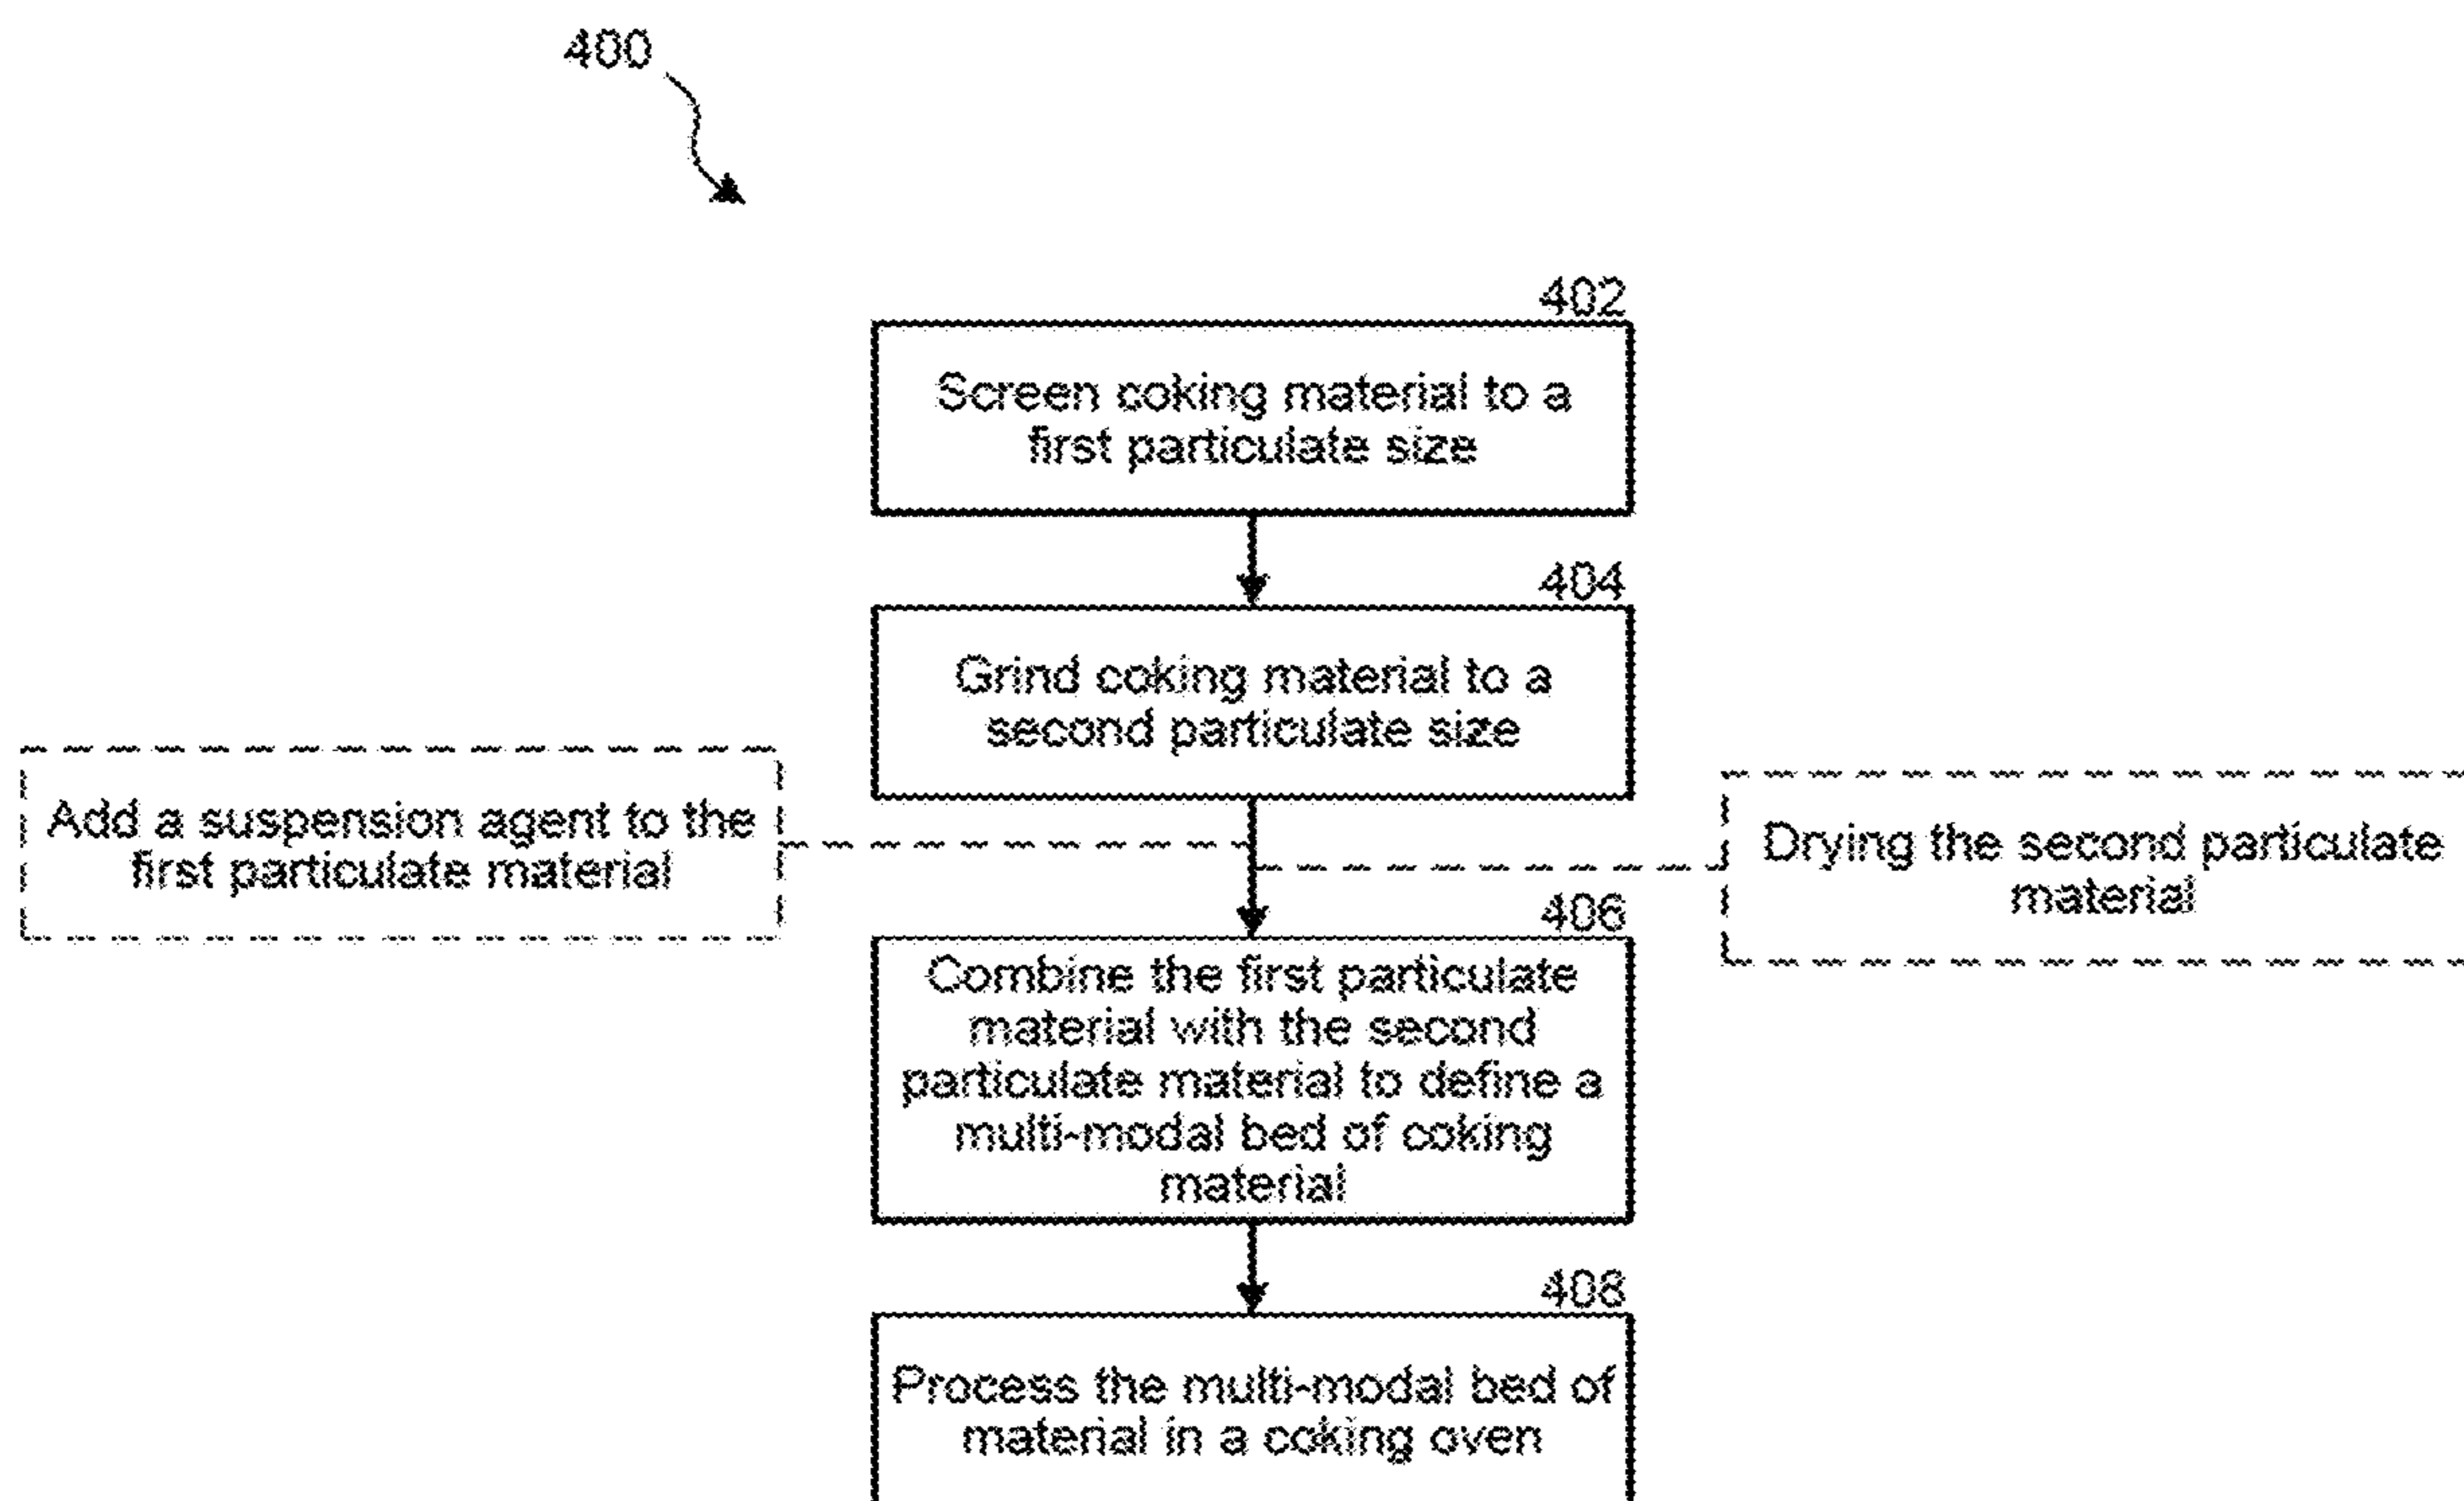 400
402
Screen coking material to a
first particulate size
404
Grind coking material to a
second particulate size
Add a suspension agent to the
first particulate material
Drying the second particulate
material
406
Combine the first particulate
material with the second
particulate material to define a
multi-modal bed of coking
material
408
Process the multi-modal bed of
material in a coking oven